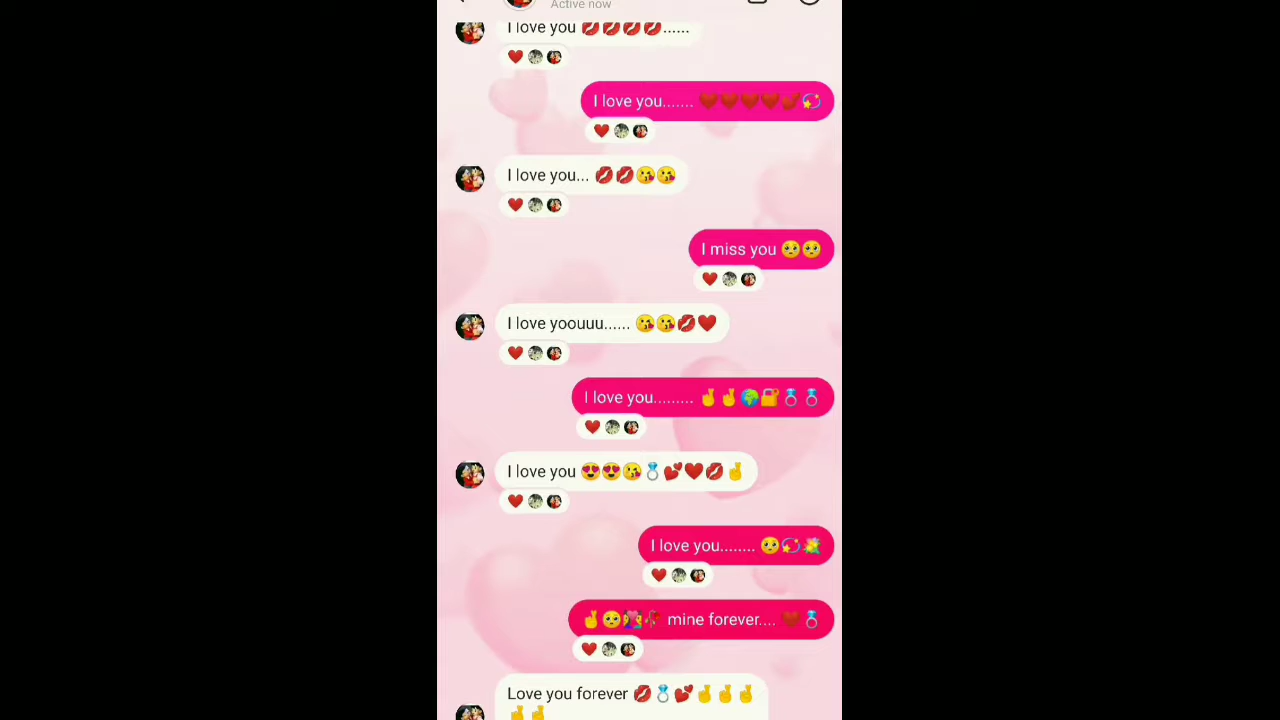 Active now
I love you 💋💋💋💋......
I love you....... ❤️❤️❤️❤️💕💫
I love you... 💋💋😘😘
I miss you 🥺🥺
I love yoouuu...... 😘😘💋❤️
I love you......... 🤞🤞🌍🔐💍💍
I love you 😍😍😘💍💕❤️💋🤞
I love you........ 🥺💫💐
🤞🥺👩‍❤️‍👨🥀 mine forever.... ❤️💍
Love you forever 💋💍💕🤞🤞🤞
🤞🤞